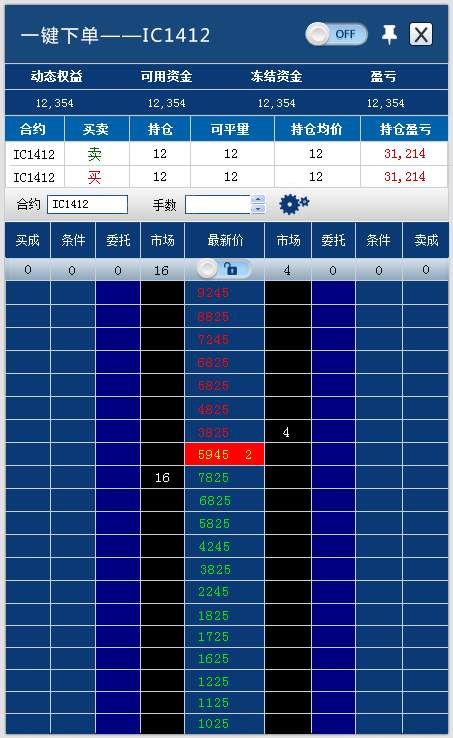 一键下单——IC1412 OFF X
动态权益 可用资金 冻结资金 盈亏
12,354 12,354 12,354 12,354
合约 买卖 持仓 可平量 持仓均价 持仓盈亏
IC1412 卖 12 12 12 31,214
IC1412 买 12 12 12 31,214
合约 IC1412 手数
买成 条件 委托 市场 最新价 市场 委托 条件 卖成
0 0 0 16 4 0 0 0
9245
8825
7245
6825
5825
4825
3825 4
5945 2
16 7825
6825
5825
4245
3825
2245
1825
1725
1625
1225
1125
1025